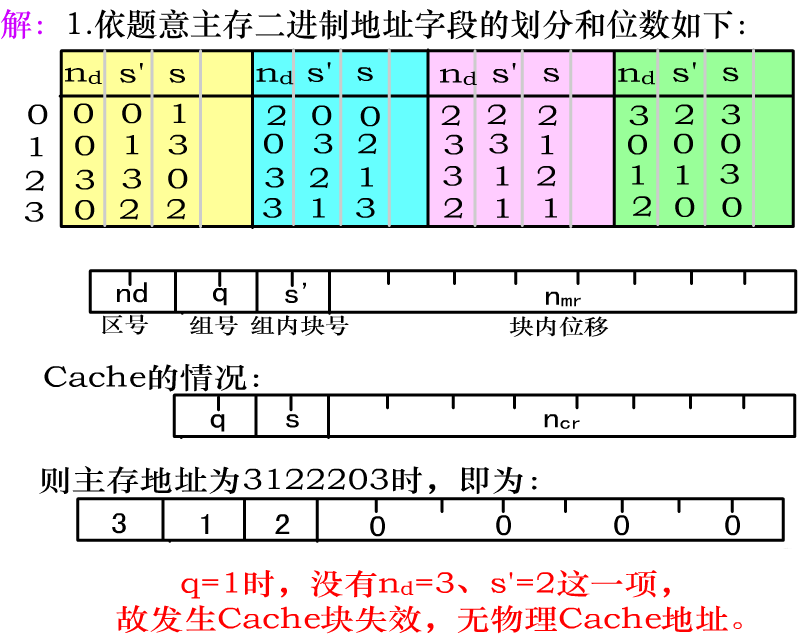 解: 1.依题意主存二进制地址字段的划分和位数如下:
nd s' s nd s' s nd s' s nd s' s
0 0 0 1 2 0 0 2 2 2 3 2 3
1 0 1 3 0 3 2 3 3 1 0 0 0
2 3 3 0 3 2 1 3 1 2 1 1 3
3 0 2 2 3 1 3 2 1 1 2 0 0
nd q s' nmr
区号 组号 组内块号 块内位移
Cache的情况:
q s ncr
则主存地址为3122203时，即为:
3 1 2 0 0 0 0
q=1时，没有nd=3、s'=2这一项，
故发生Cache块失效，无物理Cache地址。